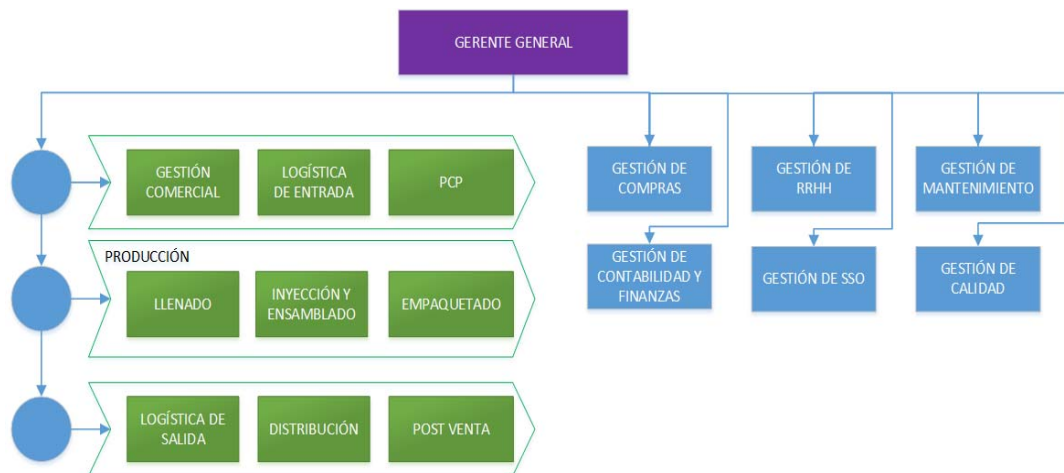 GERENTE GENERAL
GESTIÓN
COMERCIAL
LOGÍSTICA
DE ENTRADA
PCP
GESTIÓN DE
COMPRAS
GESTIÓN DE
RRHH
GESTIÓN DE
MANTENIMIENTO
PRODUCCIÓN
LLENADO
INYECCIÓN Y
ENSAMBLADO
EMPAQUETADO
GESTIÓN DE
CONTABILIDAD Y
FINANZAS
GESTIÓN DE SSO
GESTIÓN DE
CALIDAD
LOGÍSTICA DE
SALIDA
DISTRIBUCIÓN
POST VENTA